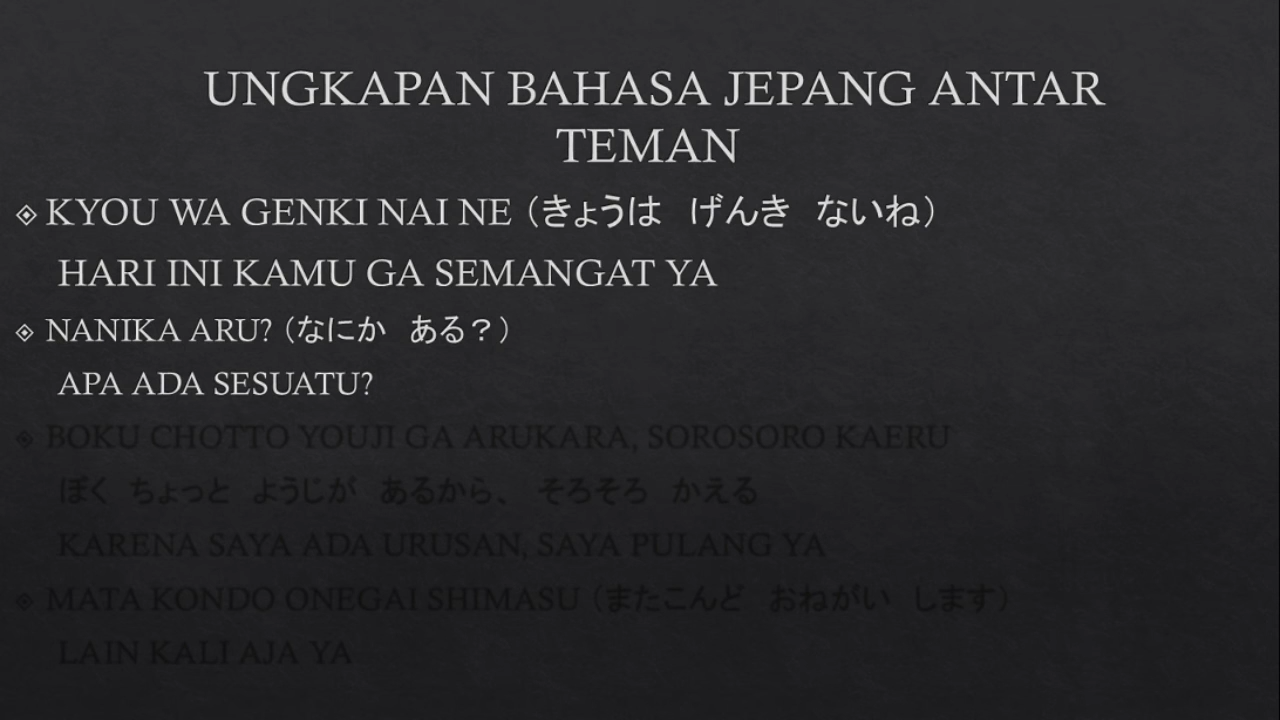 UNGKAPAN BAHASA JEPANG ANTAR
TEMAN
KYOU WA GENKI NAI NE (きょうは　げんき　ないね)
HARI INI KAMU GA SEMANGAT YA
NANIKA ARU? (なにか　ある？)
APA ADA SESUATU?
BOKU CHOTTO YOUJI GA ARUKARA, SOROSORO KAERU
ぼく　ちょっと　ようじが　あるから、　そろそろ　かえる
KARENA SAYA ADA URUSAN, SAYA PULANG YA
MATA KONDO ONEGAI SHIMASU (またこんど　おねがい　します)
LAIN KALI AJA YA